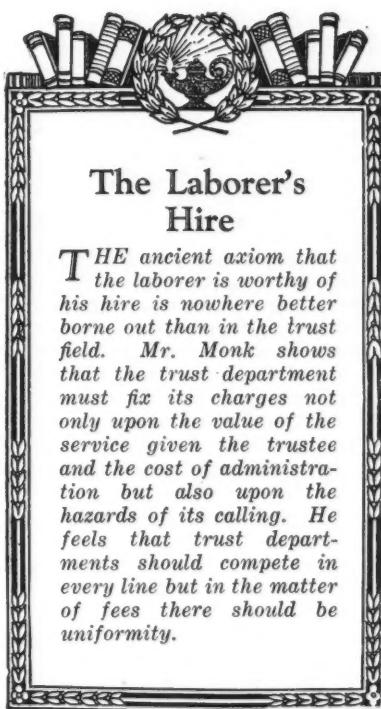 The Laborer's
Hire
THE ancient axiom that
the laborer is worthy of
his hire is nowhere better
borne out than in the trust
field. Mr. Monk shows
that the trust department
must fix its charges not
only upon the value of the
service given the trustee
and the cost of administra-
tion but also upon the
hazards of its calling. He
feels that trust depart-
ments should compete in
every line but in the matter
of fees there should be
uniformity.